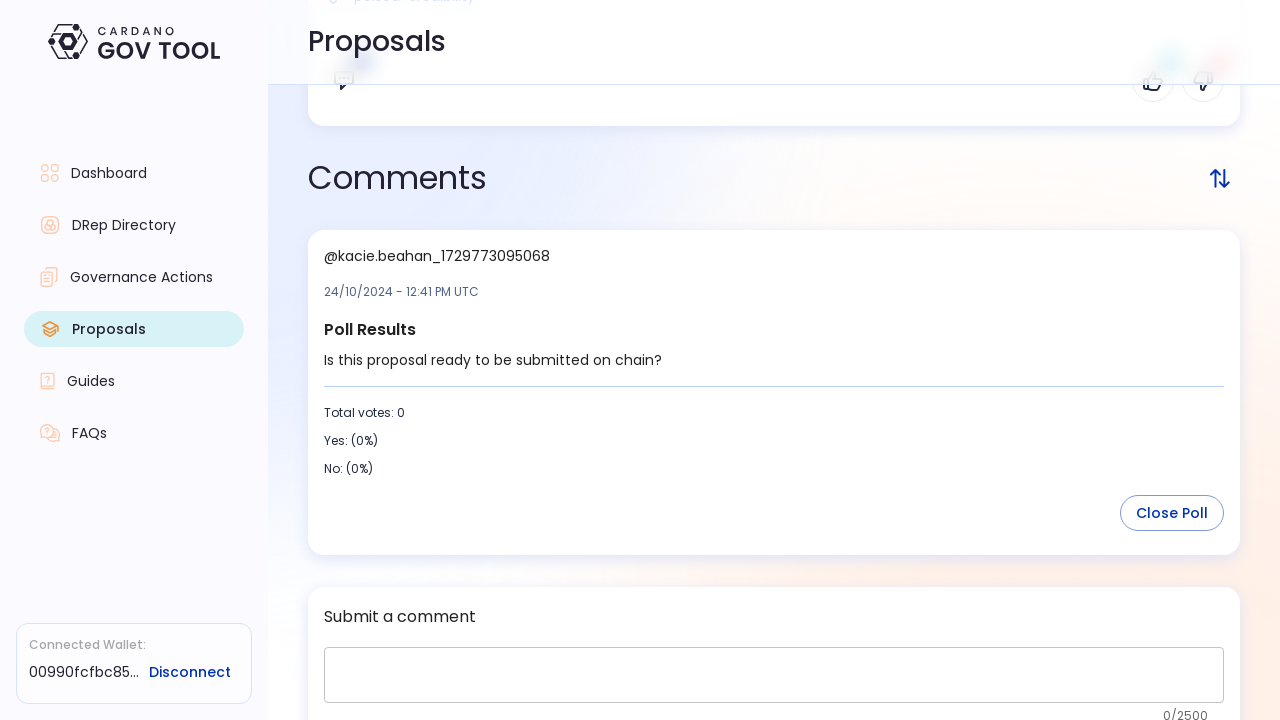 CARDANO
GOV TOOL
Dashboard
DRep Directory
Governance Actions
Proposals
Guides
FAQs
Connected Wallet:
00990fcfbc85... Disconnect
Proposals
Comments
@kacie.beahan_1729773095068
24/10/2024 - 12:41 PM UTC
Poll Results
Is this proposal ready to be submitted on chain?
Total votes: 0
Yes: (0%)
No: (0%)
Close Poll
Submit a comment
0/2500